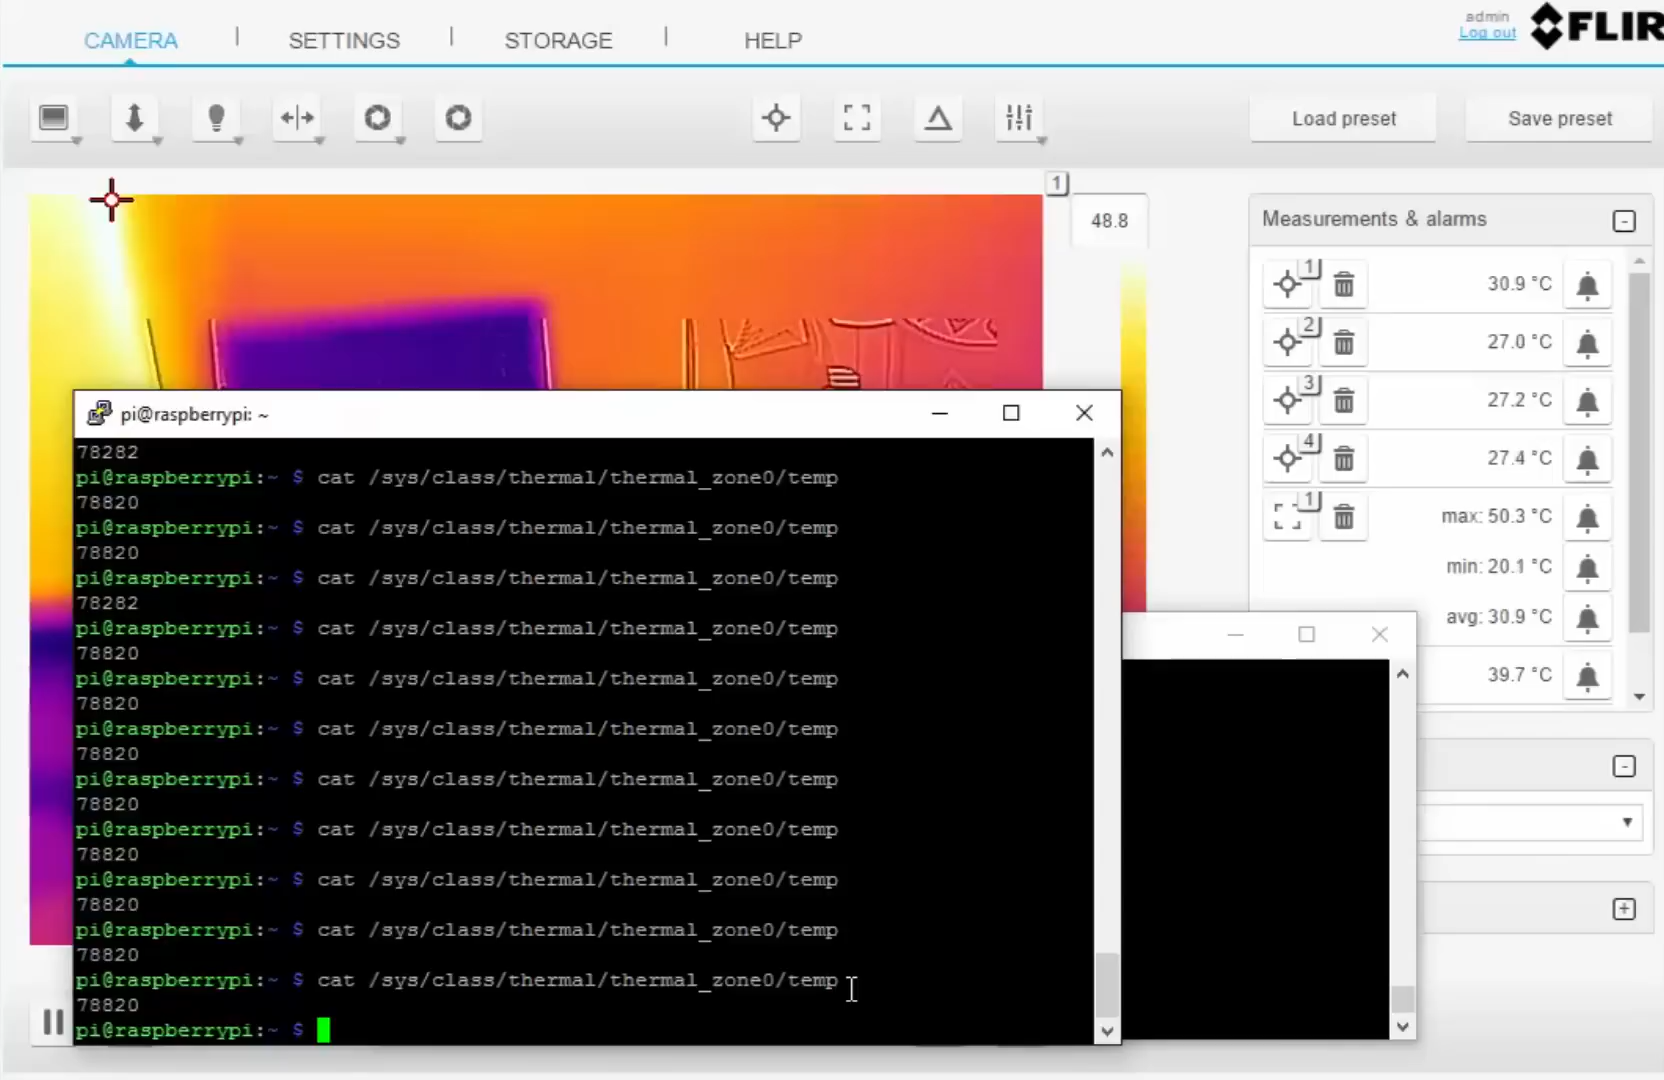 CAMERA | SETTINGS | STORAGE | HELP
admin
Log out
FLIR
Load preset
Save preset
1
48.8
Measurements & alarms
1 30.9 °C
2 27.0 °C
3 27.2 °C
4 27.4 °C
1 max: 50.3 °C
min: 20.1 °C
avg: 30.9 °C
39.7 °C
pi@raspberrypi: ~
78282
pi@raspberrypi:~ $ cat /sys/class/thermal/thermal_zone0/temp
78820
pi@raspberrypi:~ $ cat /sys/class/thermal/thermal_zone0/temp
78820
pi@raspberrypi:~ $ cat /sys/class/thermal/thermal_zone0/temp
78282
pi@raspberrypi:~ $ cat /sys/class/thermal/thermal_zone0/temp
78820
pi@raspberrypi:~ $ cat /sys/class/thermal/thermal_zone0/temp
78820
pi@raspberrypi:~ $ cat /sys/class/thermal/thermal_zone0/temp
78820
pi@raspberrypi:~ $ cat /sys/class/thermal/thermal_zone0/temp
78820
pi@raspberrypi:~ $ cat /sys/class/thermal/thermal_zone0/temp
78820
pi@raspberrypi:~ $ cat /sys/class/thermal/thermal_zone0/temp
78820
pi@raspberrypi:~ $ cat /sys/class/thermal/thermal_zone0/temp
78820
pi@raspberrypi:~ $ cat /sys/class/thermal/thermal_zone0/temp
78820
pi@raspberrypi:~ $